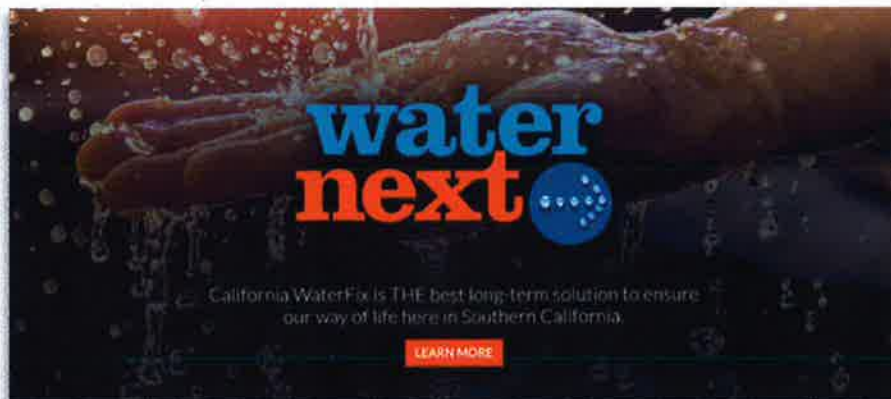 water
next
California WaterFix is THE best long-term solution to ensure
our way of life here in Southern California.
LEARN MORE